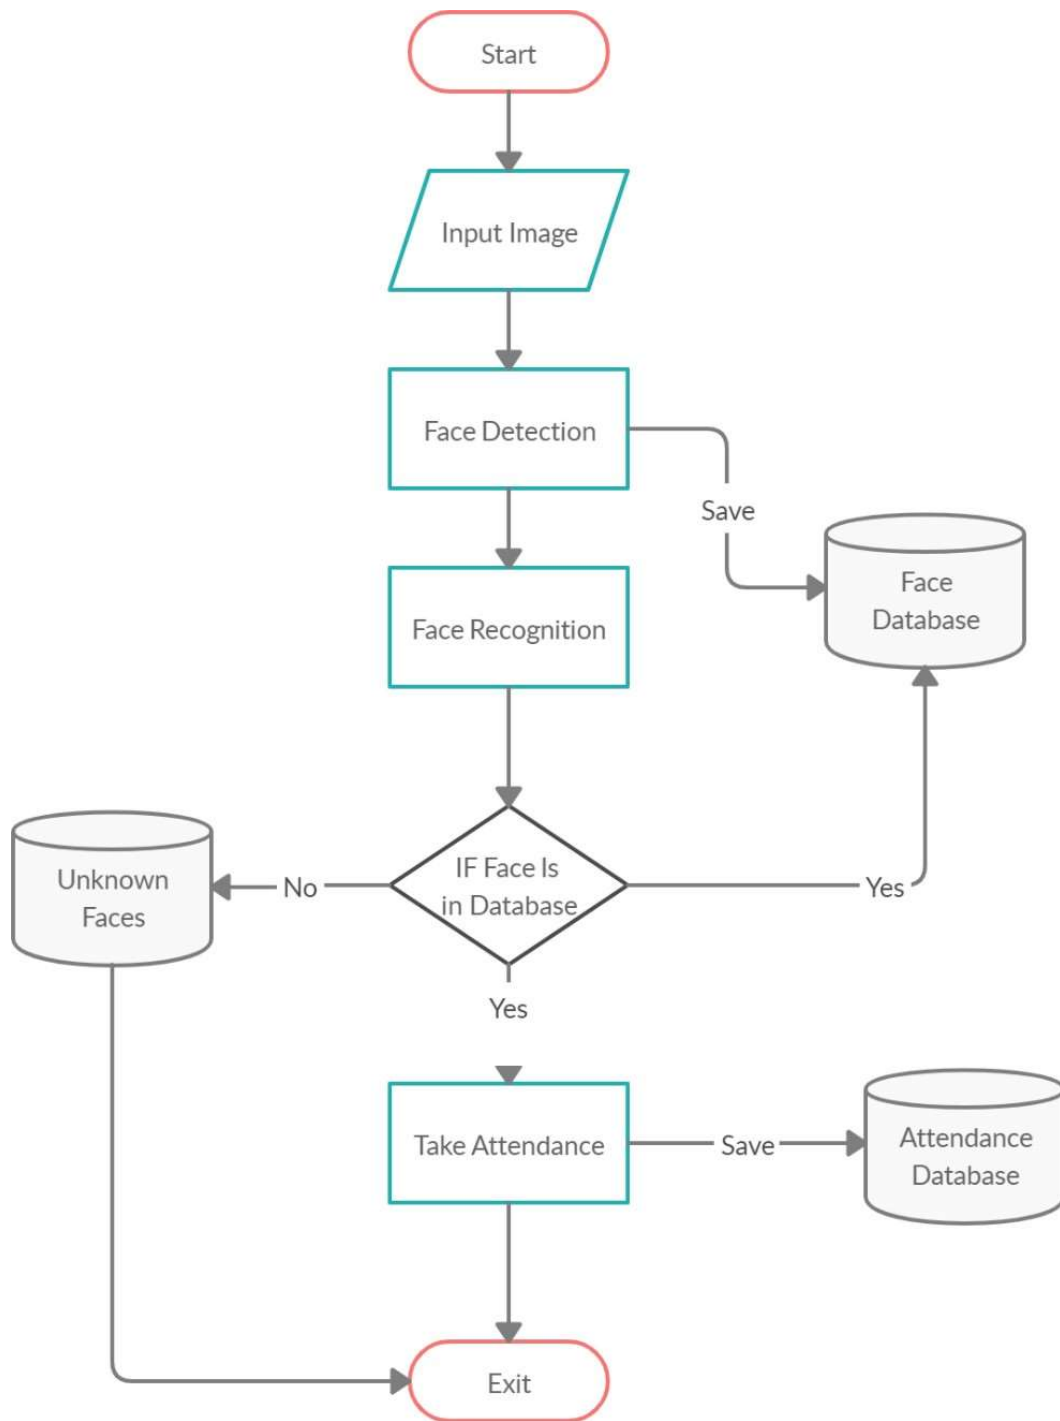 Start
Input Image
Face Detection
Save
Face
Database
Face Recognition
IF Face Is
in Database
No
Unknown
Faces
Yes
Yes
Take Attendance
Save
Attendance
Database
Exit